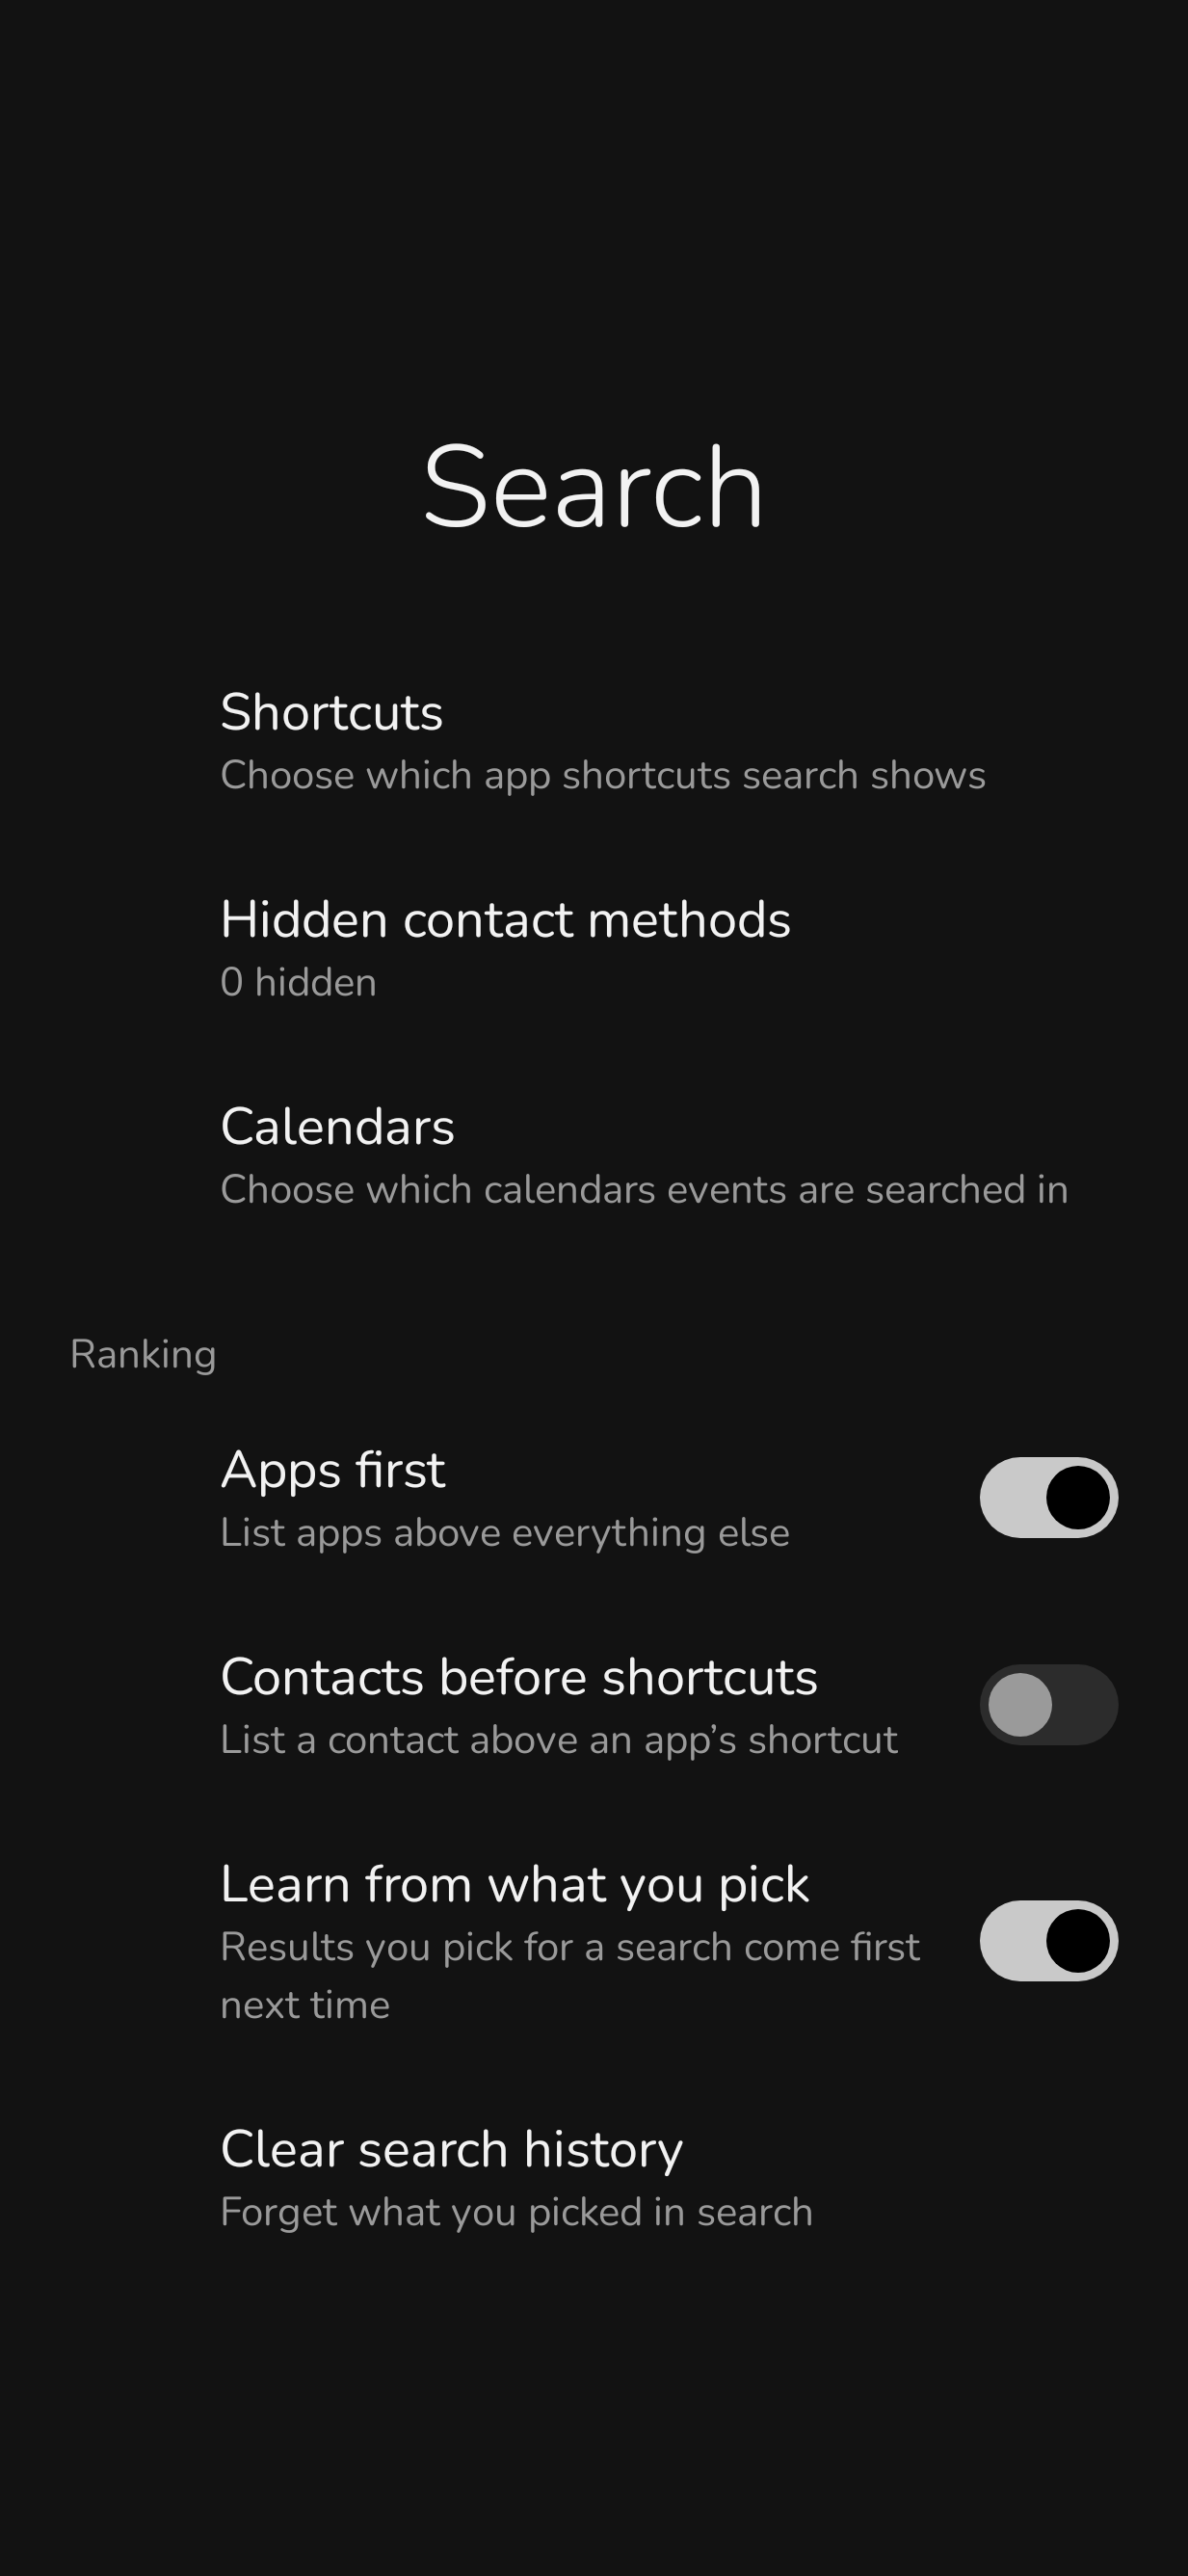 Search
Shortcuts
Choose which app shortcuts search shows
Hidden contact methods
0 hidden
Calendars
Choose which calendars events are searched in
Ranking
Apps first
List apps above everything else
Contacts before shortcuts
List a contact above an app’s shortcut
Learn from what you pick
Results you pick for a search come first
next time
Clear search history
Forget what you picked in search